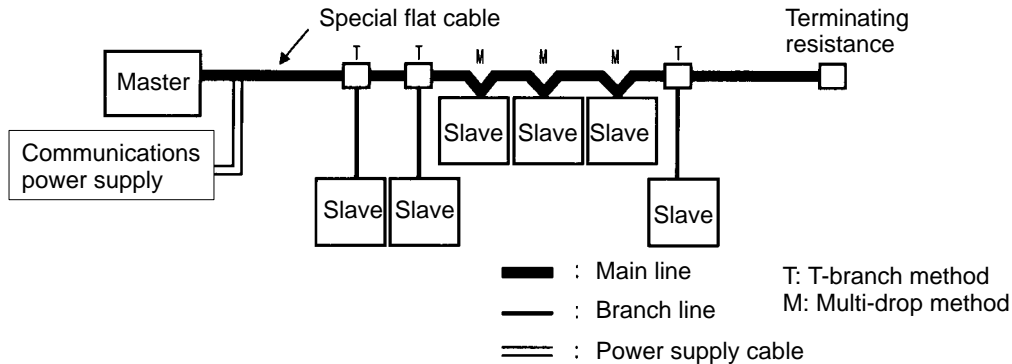 Special flat cable
Terminating
resistance
T T M M M T
Master
Slave Slave Slave
Communications
power supply
Slave Slave Slave
: Main line
T: T-branch method
: Branch line
M: Multi-drop method
: Power supply cable